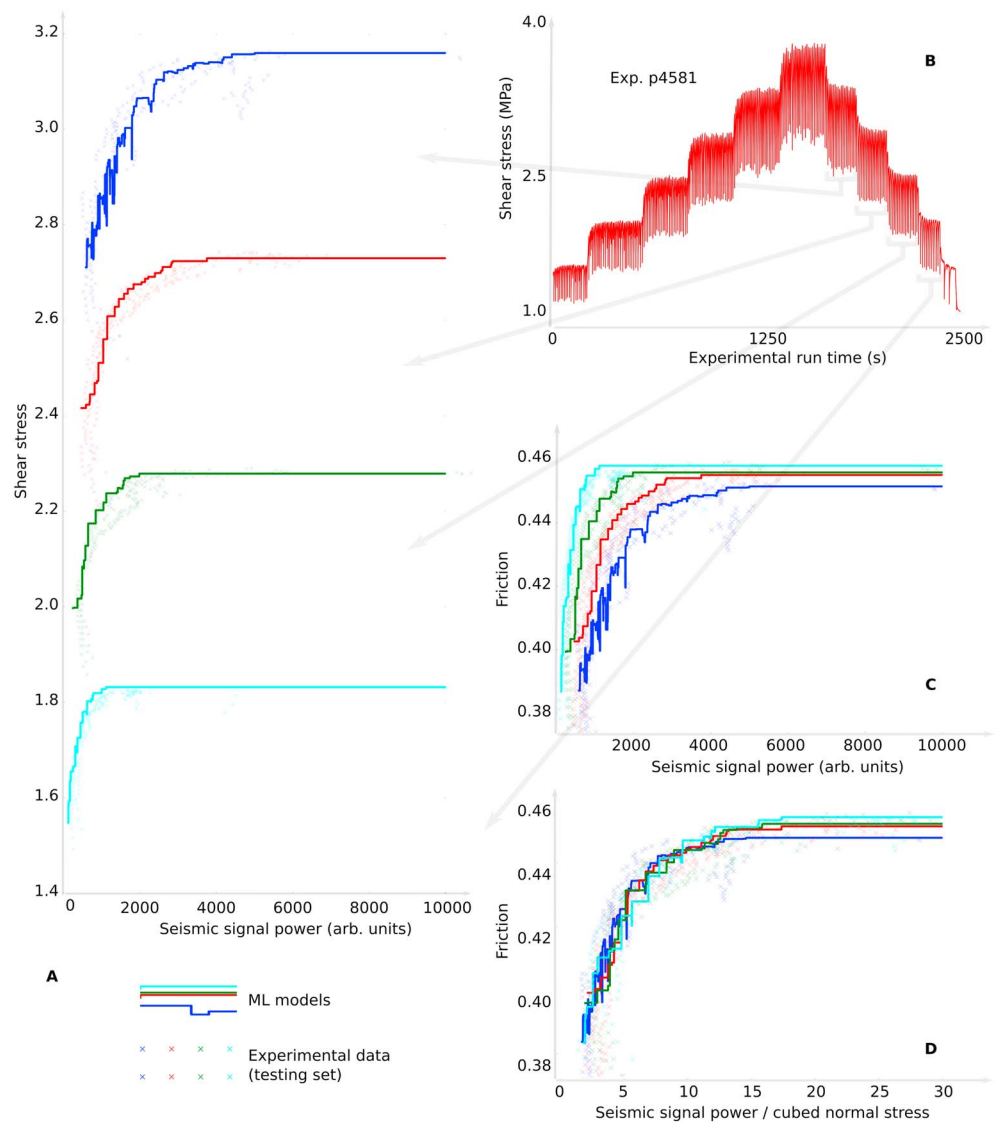 3.2
3.0
2.8
2.6
2.4
2.2
2.0
1.8
1.6
1.4
Shear stress
0 2000 4000 6000 8000 10000
Seismic signal power (arb. units)
A
ML models
Experimental data
(testing set)
4.0
2.5
1.0
Shear stress (MPa)
Exp. p4581
B
0 1250 2500
Experimental run time (s)
0.46
0.44
0.42
0.40
0.38
Friction
C
2000 4000 6000 8000 10000
Seismic signal power (arb. units)
0.46
0.44
0.42
0.40
0.38
Friction
D
0 5 10 15 20 25 30
Seismic signal power / cubed normal stress